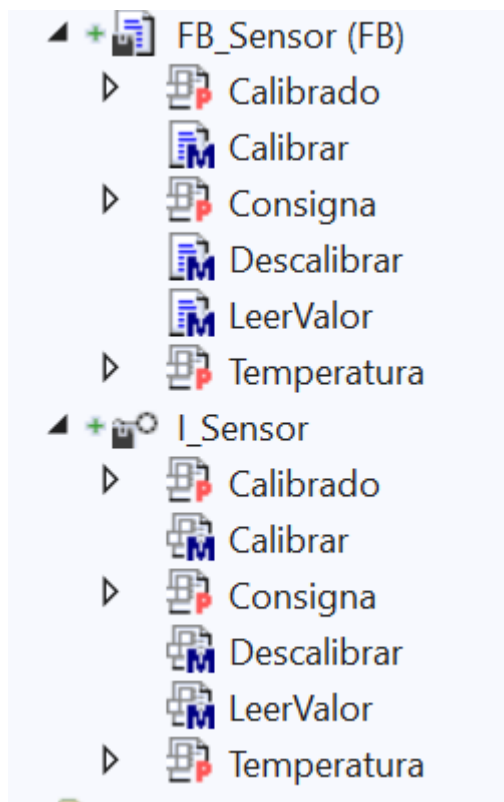 FB_Sensor (FB)
Calibrado
Calibrar
Consigna
Descalibrar
LeerValor
Temperatura
I_Sensor
Calibrado
Calibrar
Consigna
Descalibrar
LeerValor
Temperatura